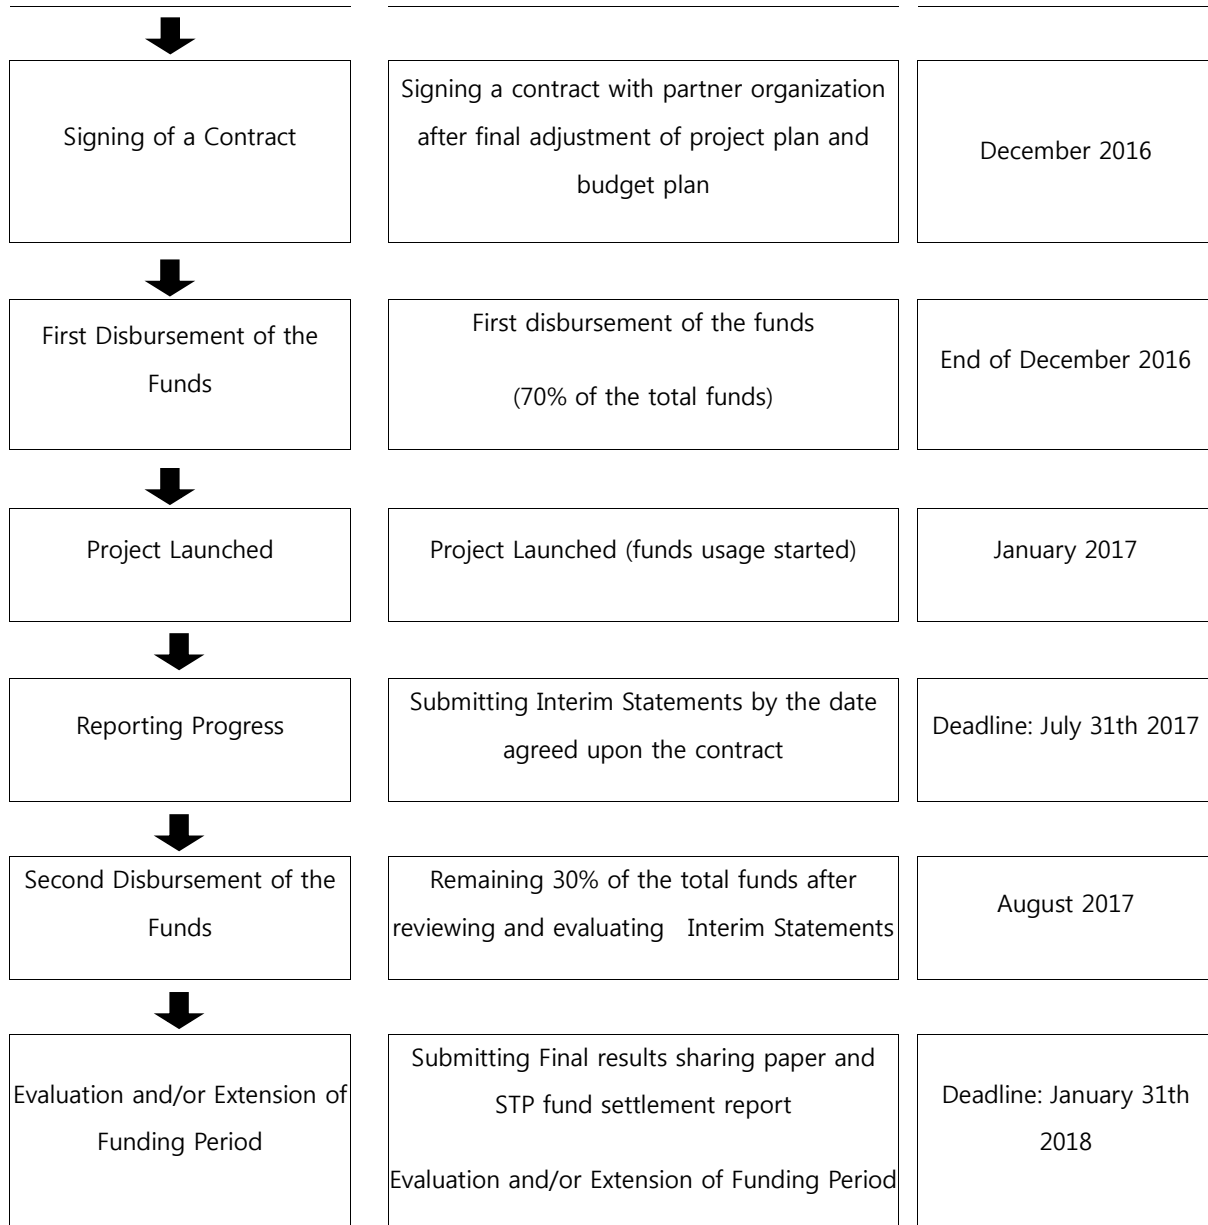 Signing of a Contract
Signing a contract with partner organization
after final adjustment of project plan and
budget plan
December 2016
First Disbursement of the
Funds
First disbursement of the funds
(70% of the total funds)
End of December 2016
Project Launched
Project Launched (funds usage started)
January 2017
Reporting Progress
Submitting Interim Statements by the date
agreed upon the contract
Deadline: July 31th 2017
Second Disbursement of the
Funds
Remaining 30% of the total funds after
reviewing and evaluating Interim Statements
August 2017
Evaluation and/or Extension of
Funding Period
Submitting Final results sharing paper and
STP fund settlement report
Evaluation and/or Extension of Funding Period
Deadline: January 31th
2018